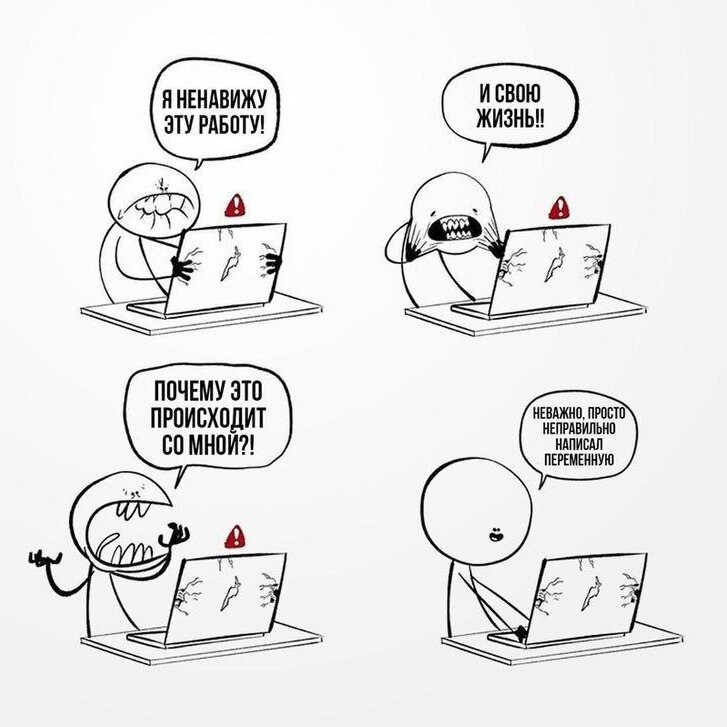 Я НЕНАВИЖУ
ЭТУ РАБОТУ!
И СВОЮ
ЖИЗНЬ!!
ПОЧЕМУ ЭТО
ПРОИСХОДИТ
СО МНОЙ?!
НЕВАЖНО, ПРОСТО
НЕПРАВИЛЬНО
НАПИСАЛ
ПЕРЕМЕННУЮ